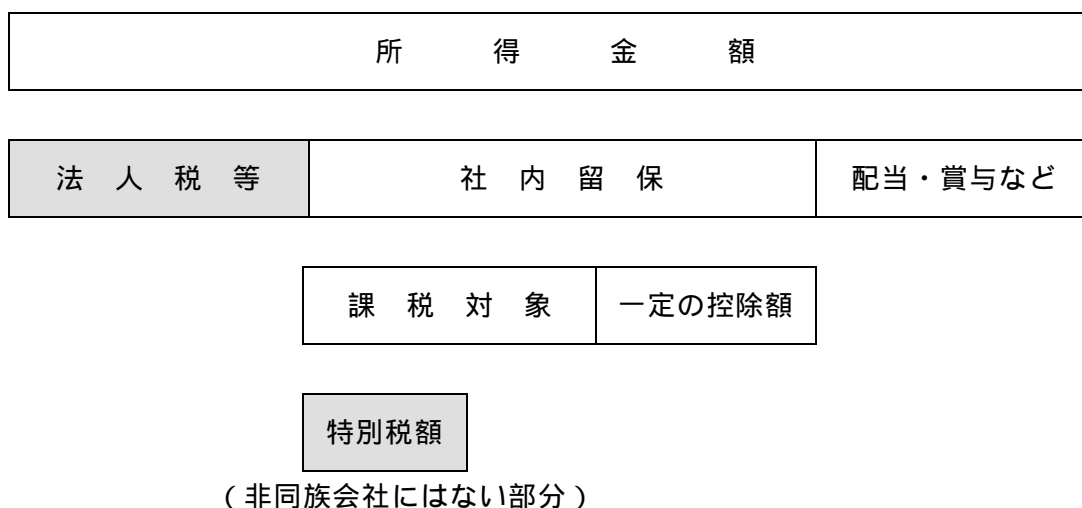 所得金額
法人税等 社内留保 配当・賞与など
課税対象 一定の控除額
特別税額
(非同族会社にはない部分)